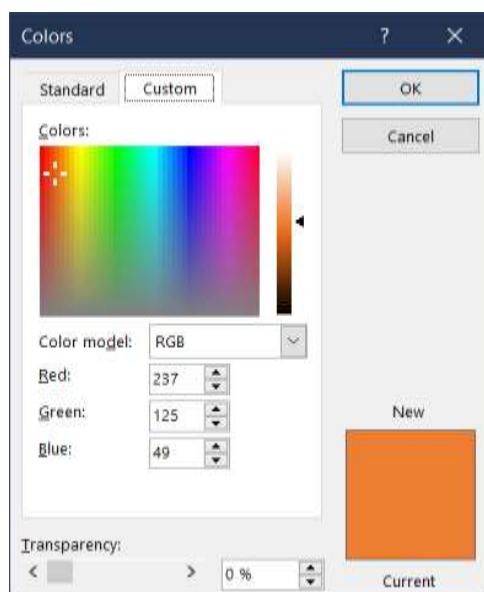 Colors ? ×
Standard Custom OK
Cancel
Colors:
Color model: RGB
Red: 237
Green: 125 New
Blue: 49
Transparency:
< > 0 %
Current